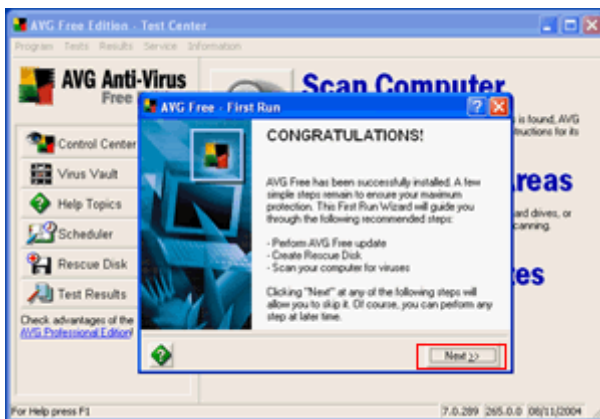 AVG Free Edition - Test Center
Program Tests Results Service Information
AVG Anti-Virus
Free
Scan Computer
is found, AVG
tructions for its
Control Center
Virus Vault
Help Topics
Scheduler
Rescue Disk
Test Results
Check advantages of the
AVG Professional Edition!
reas
ard drives, or
canning.
es
AVG Free - First Run
CONGRATULATIONS!
AVG Free has been successfully installed. A few
simple steps remain to ensure your maximum
protection. This First Run Wizard will guide you
through the following recommended steps:
- Perform AVG Free update
- Create Rescue Disk
- Scan your computer for viruses
Clicking "Next" at any of the following steps will
allow you to skip it. Of course, you can perform any
step at later time.
Next >>
For Help press F1
7.0.289 265.0.0 08/11/2004